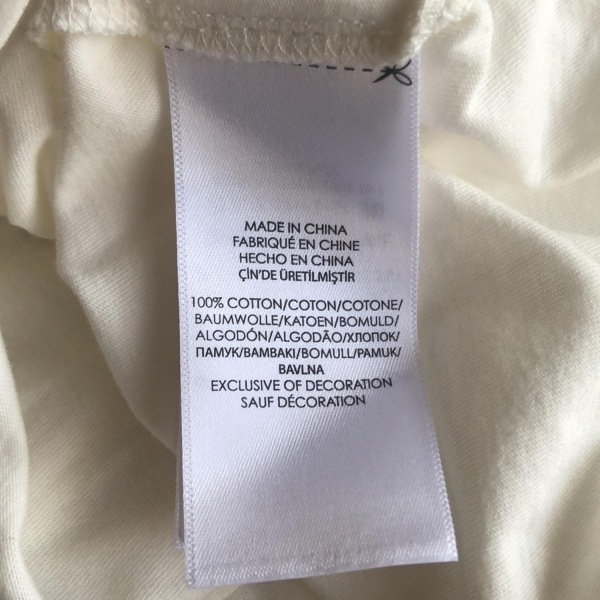 MADE IN CHINA
FABRIQUÉ EN CHINE
HECHO EN CHINA
ÇİN'DE ÜRETİLMİŞTİR
100% COTTON/COTON/COTONE/
BAUMWOLLE/KATOEN/BOMULD/
ALGODÓN/ALGODÃO/ХЛОПОК/
ПАМУК/BAMBAKI/BOMULL/PAMUK/
BAVLNA
EXCLUSIVE OF DECORATION
SAUF DÉCORATION